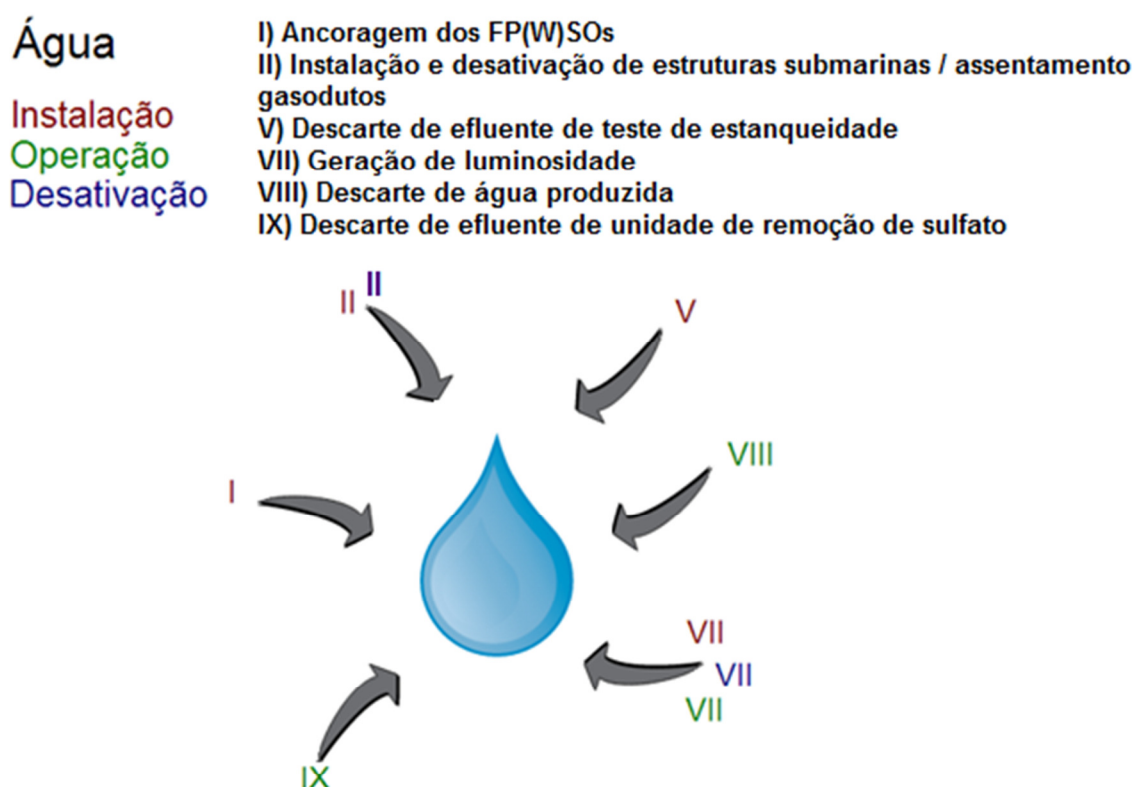 Água
Instalação
Operação
Desativação
I) Ancoragem dos FP(W)SOs
II) Instalação e desativação de estruturas submarinas / assentamento
gasodutos
V) Descarte de efluente de teste de estanqueidade
VII) Geração de luminosidade
VIII) Descarte de água produzida
IX) Descarte de efluente de unidade de remoção de sulfato
II
II
V
VIII
I
VII
VII
VII
IX